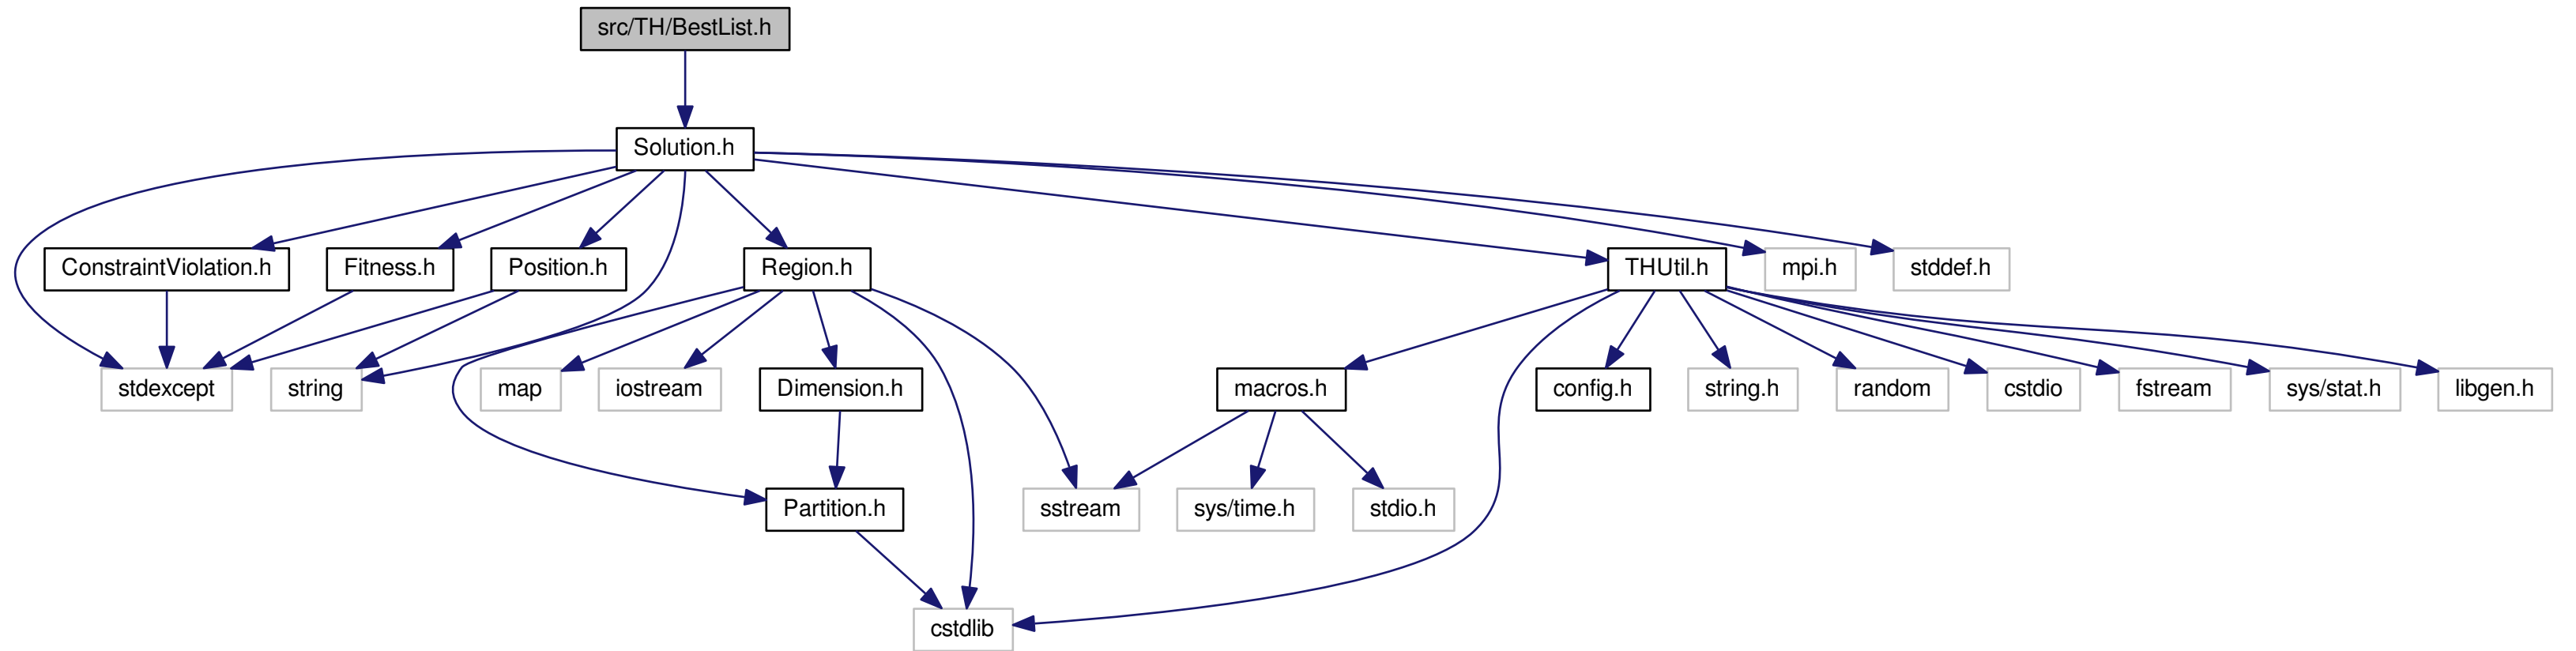 src/TH/BestList.h
Solution.h
ConstraintViolation.h
Fitness.h
Position.h
Region.h
THUtil.h
mpi.h
stddef.h
stdexcept
string
map
iostream
Dimension.h
macros.h
config.h
string.h
random
cstdio
fstream
sys/stat.h
libgen.h
Partition.h
sstream
sys/time.h
stdio.h
cstdlib